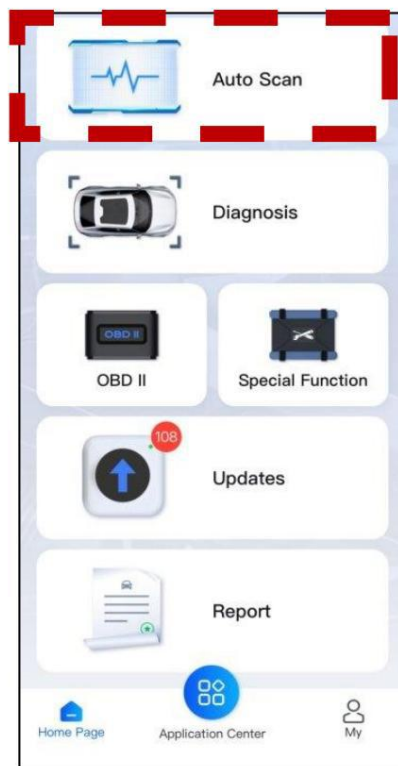 Auto Scan
Diagnosis
OBD II
OBD II
Special Function
108
Updates
Report
Home Page
Application Center
My